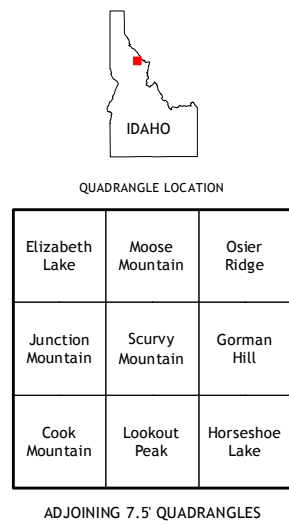 IDAHO
QUADRANGLE LOCATION
Elizabeth
Lake
Moose
Mountain
Osier
Ridge
Junction
Mountain
Scurvy
Mountain
Gorman
Hill
Cook
Mountain
Lookout
Peak
Horseshoe
Lake
ADJOINING 7.5' QUADRANGLES